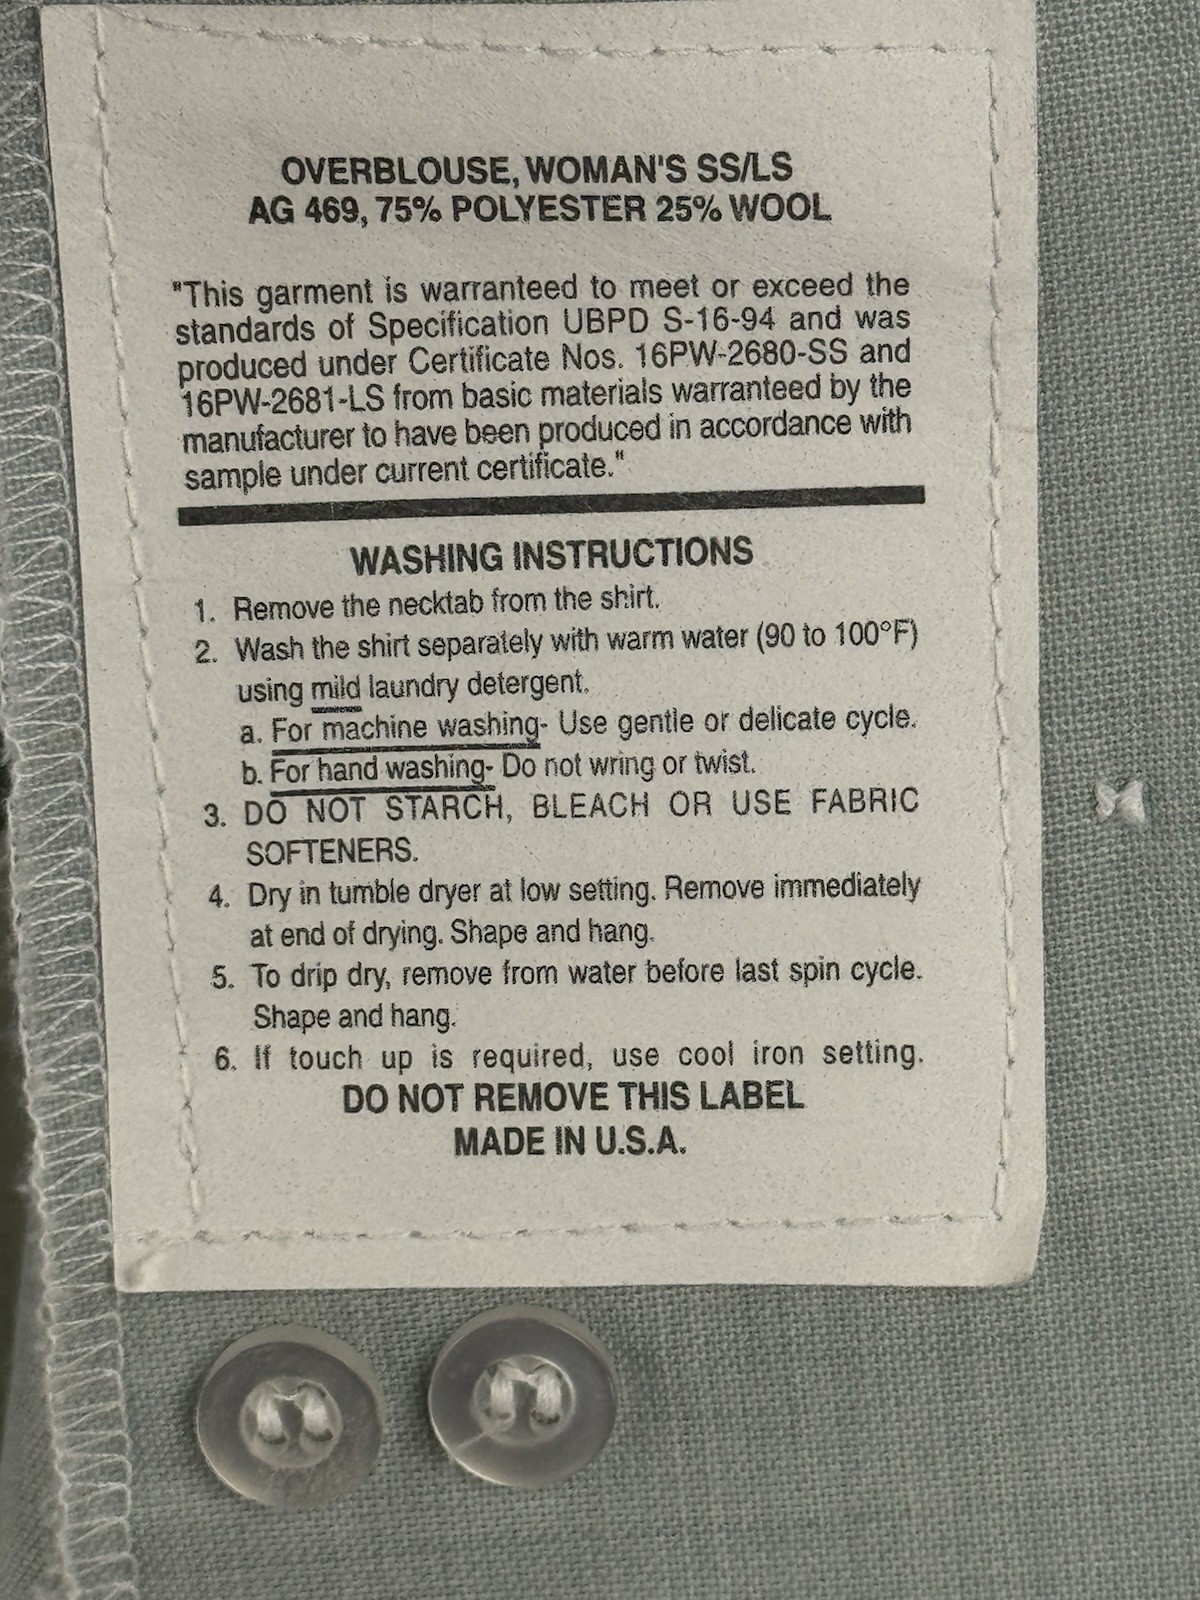 OVERBLOUSE, WOMAN'S SS/LS
AG 469, 75% POLYESTER 25% WOOL
"This garment is warranteed to meet or exceed the
standards of Specification UBPD S-16-94 and was
produced under Certificate Nos. 16PW-2680-SS and
16PW-2681-LS from basic materials warranteed by the
manufacturer to have been produced in accordance with
sample under current certificate."
WASHING INSTRUCTIONS
1. Remove the necktab from the shirt.
2. Wash the shirt separately with warm water (90 to 100°F)
using mild laundry detergent.
a. For machine washing- Use gentle or delicate cycle.
b. For hand washing- Do not wring or twist.
3. DO NOT STARCH, BLEACH OR USE FABRIC
SOFTENERS.
4. Dry in tumble dryer at low setting. Remove immediately
at end of drying. Shape and hang.
5. To drip dry, remove from water before last spin cycle.
Shape and hang.
6. If touch up is required, use cool iron setting.
DO NOT REMOVE THIS LABEL
MADE IN U.S.A.